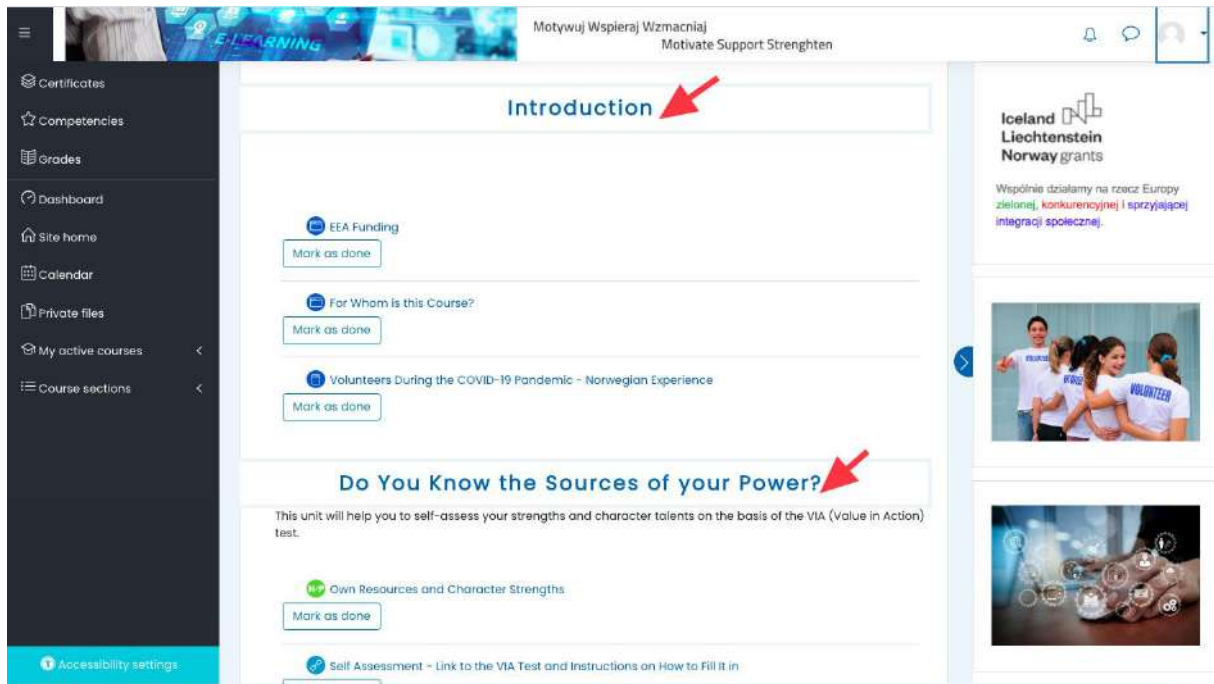 E-LEARNING
Motywuj Wspieraj Wzmacniaj
Motivate Support Strenghten
Certificates
Competencies
Grades
Dashboard
Site home
Calendar
Private files
My active courses
Course sections
Accessibility settings
Introduction
EEA Funding
Mark as done
For Whom is this Course?
Mark as done
Volunteers During the COVID-19 Pandemic - Norwegian Experience
Mark as done
Do You Know the Sources of your Power?
This unit will help you to self-assess your strengths and character talents on the basis of the VIA (Value in Action)
test.
H-P
Own Resources and Character Strengths
Mark as done
Self Assessment - Link to the VIA Test and Instructions on How to Fill It in
Iceland
Liechtenstein
Norway grants
Wspólnie działamy na rzecz Europy
zielonej, konkurencyjnej i sprzyjającej
integracji społecznej.
VOLUNTEER